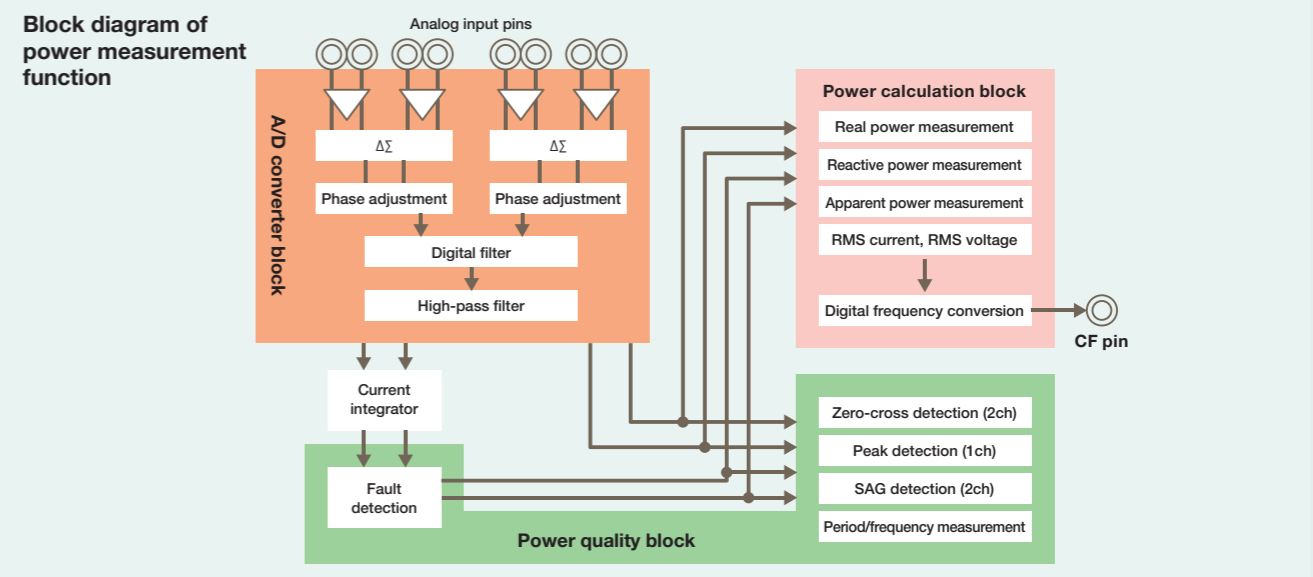 Block diagram of
power measurement
function
Analog input pins
A/D converter block
ΔΣ
ΔΣ
Phase adjustment
Phase adjustment
Digital filter
High-pass filter
Current
integrator
Fault
detection
Power quality block
Power calculation block
Real power measurement
Reactive power measurement
Apparent power measurement
RMS current, RMS voltage
Digital frequency conversion
CF pin
Zero-cross detection (2ch)
Peak detection (1ch)
SAG detection (2ch)
Period/frequency measurement